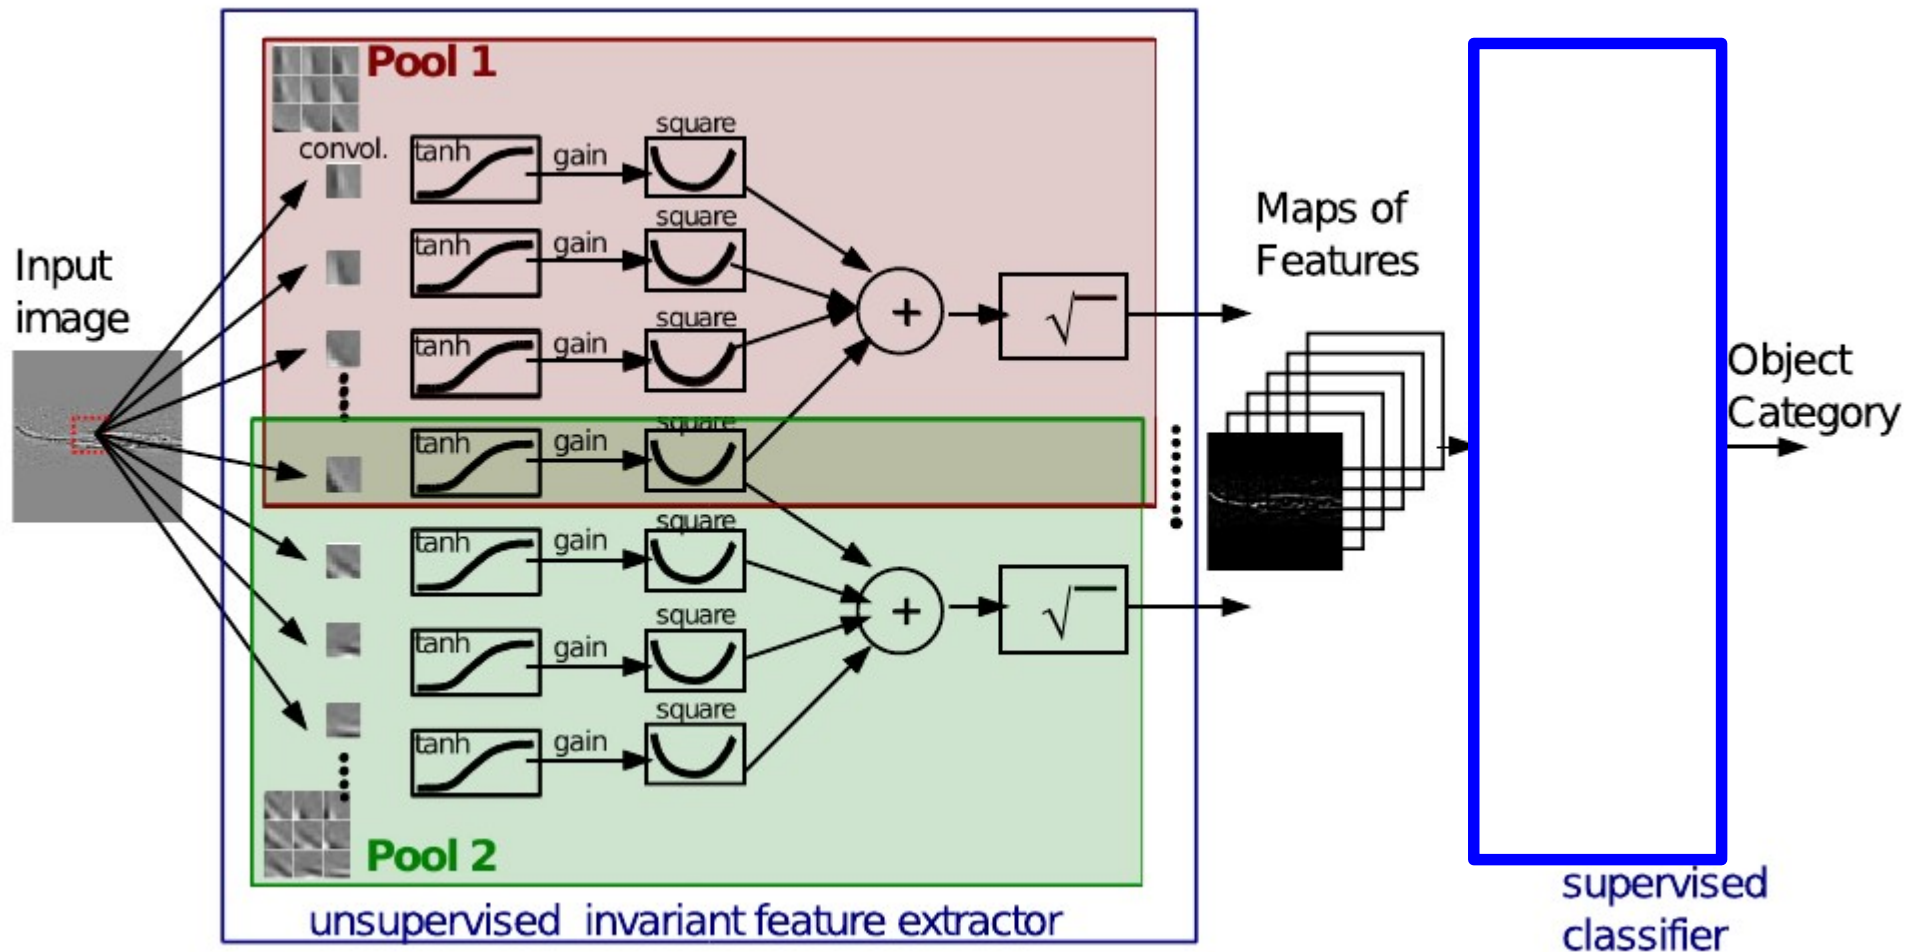 Pool 1
convol.
tanh
gain
square
tanh
gain
square
tanh
gain
square
tanh
gain
square
tanh
gain
square
tanh
gain
square
tanh
gain
square
+
√
+
√
Pool 2
unsupervised invariant feature extractor
Input
image
Maps of
Features
Object
Category
supervised
classifier